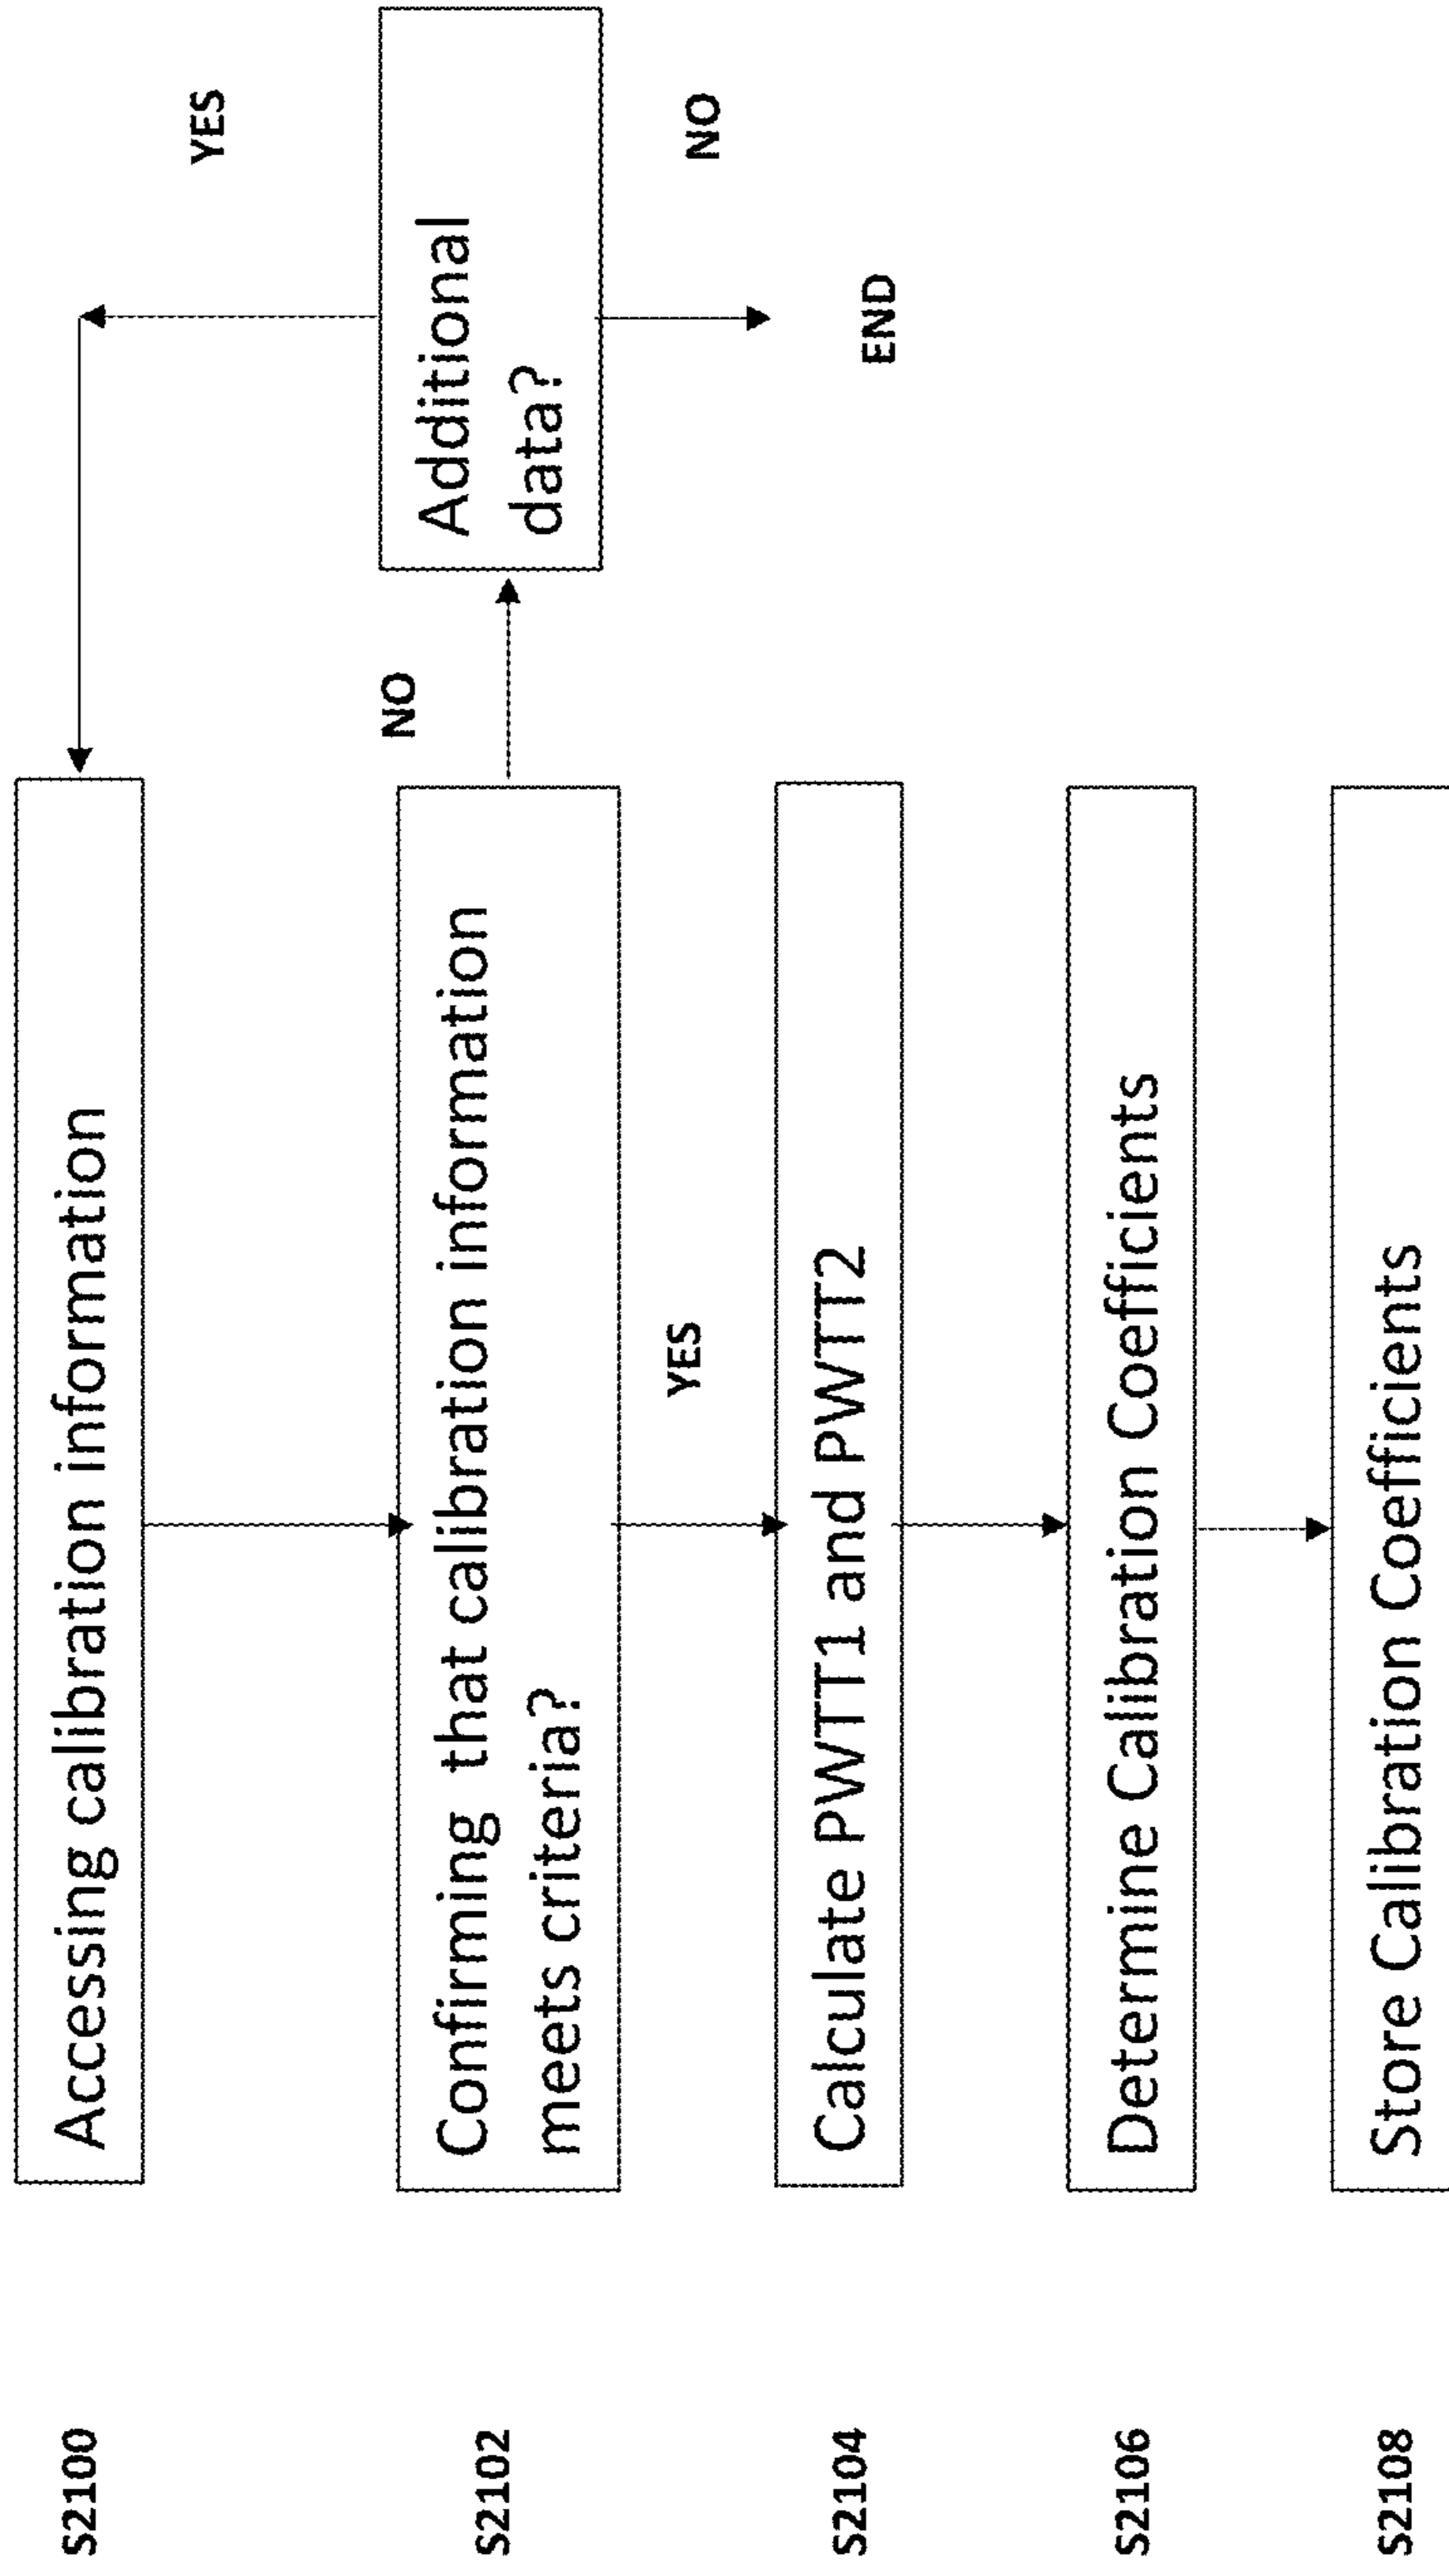 S2100
Accessing calibration information
YES
S2102
Confirming that calibration information
meets criteria?
NO
Additional
data?
YES
NO
S2104
Calculate PWTT1 and PWTT2
END
S2106
Determine Calibration Coefficients
S2108
Store Calibration Coefficients